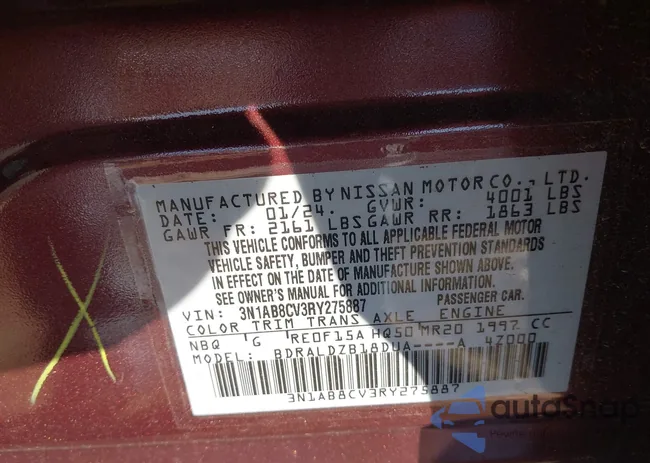 MANUFACTURED BY NISSAN MOTOR CO., LTD.
DATE: 01/24. GVWR: 4001 LBS
GAWR FR: 2161 LBS GAWR RR: 1863 LBS
THIS VEHICLE CONFORMS TO ALL APPLICABLE FEDERAL MOTOR
VEHICLE SAFETY, BUMPER AND THEFT PREVENTION STANDARDS
IN EFFECT ON THE DATE OF MANUFACTURE SHOWN ABOVE.
SEE OWNER'S MANUAL FOR ADDITIONAL INFORMATION.
VIN: 3N1AB8CV3RY275887 PASSENGER CAR.
COLOR TRIM TRANS AXLE ENGINE
NBQ G RE0F15A HQ50 MR20 1997 CC
BDRALDZB18DUA----A 4Z000
3N1AB8CV3RY275887
autoSnap